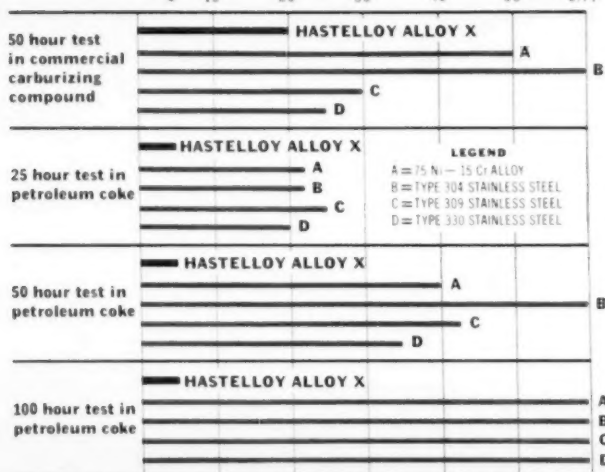 HASTELLOY ALLOY X
50 hour test
in commercial
carburizing
compound
A
B
C
D
HASTELLOY ALLOY X
25 hour test in
petroleum coke
A
B
C
D
LEGEND
A = 75 Ni — 15 Cr ALLOY
B = TYPE 304 STAINLESS STEEL
C = TYPE 309 STAINLESS STEEL
D = TYPE 330 STAINLESS STEEL
HASTELLOY ALLOY X
50 hour test in
petroleum coke
A
B
C
D
HASTELLOY ALLOY X
100 hour test in
petroleum coke
A
B
C
D